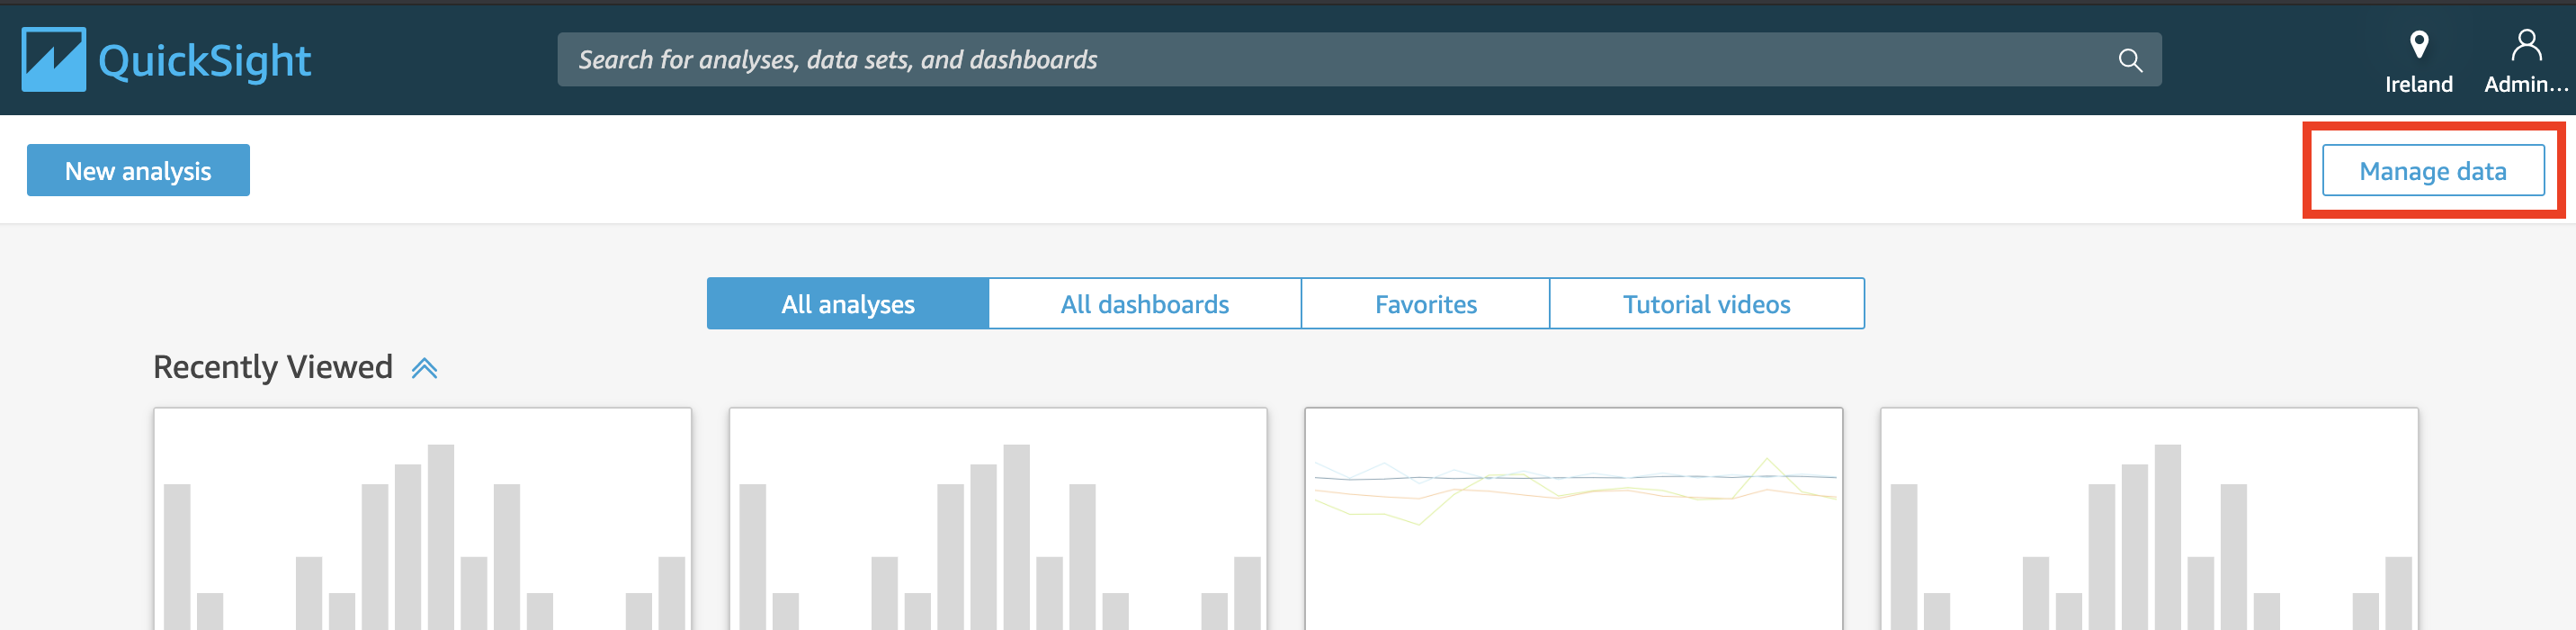 QuickSight
Search for analyses, data sets, and dashboards
Ireland
Admin...
New analysis
Manage data
All analyses
All dashboards
Favorites
Tutorial videos
Recently Viewed